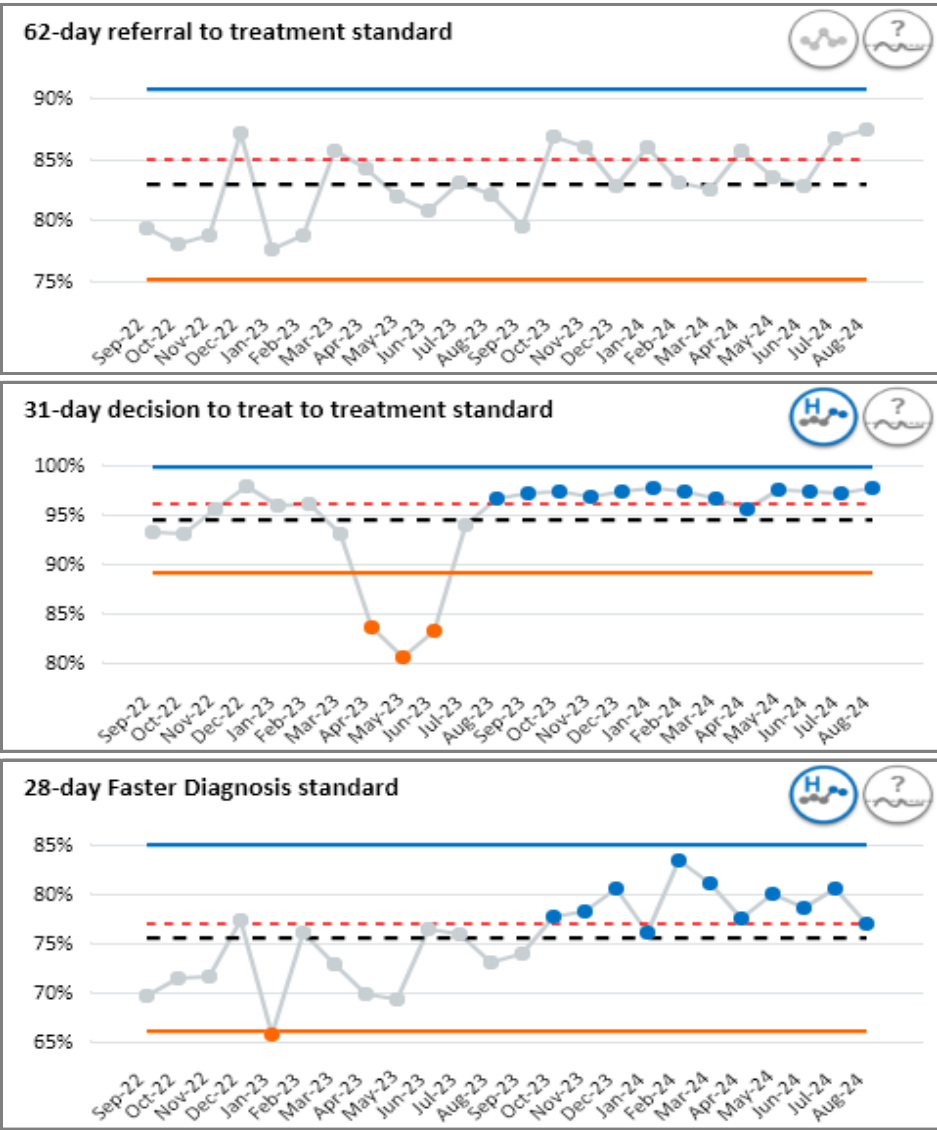 62-day referral to treatment standard
H
?
90%
85%
80%
75%
Sep-22 Oct-22 Nov-22 Dec-22 Jan-23 Feb-23 Mar-23 Apr-23 May-23 Jun-23 Jul-23 Aug-23 Sep-23 Oct-23 Nov-23 Dec-23 Jan-24 Feb-24 Mar-24 Apr-24 May-24 Jun-24 Jul-24 Aug-24
31-day decision to treat to treatment standard
H
?
100%
95%
90%
85%
80%
Sep-22 Oct-22 Nov-22 Dec-22 Jan-23 Feb-23 Mar-23 Apr-23 May-23 Jun-23 Jul-23 Aug-23 Sep-23 Oct-23 Nov-23 Dec-23 Jan-24 Feb-24 Mar-24 Apr-24 May-24 Jun-24 Jul-24 Aug-24
28-day Faster Diagnosis standard
H
?
85%
80%
75%
70%
65%
Sep-22 Oct-22 Nov-22 Dec-22 Jan-23 Feb-23 Mar-23 Apr-23 May-23 Jun-23 Jul-23 Aug-23 Sep-23 Oct-23 Nov-23 Dec-23 Jan-24 Feb-24 Mar-24 Apr-24 May-24 Jun-24 Jul-24 Aug-24